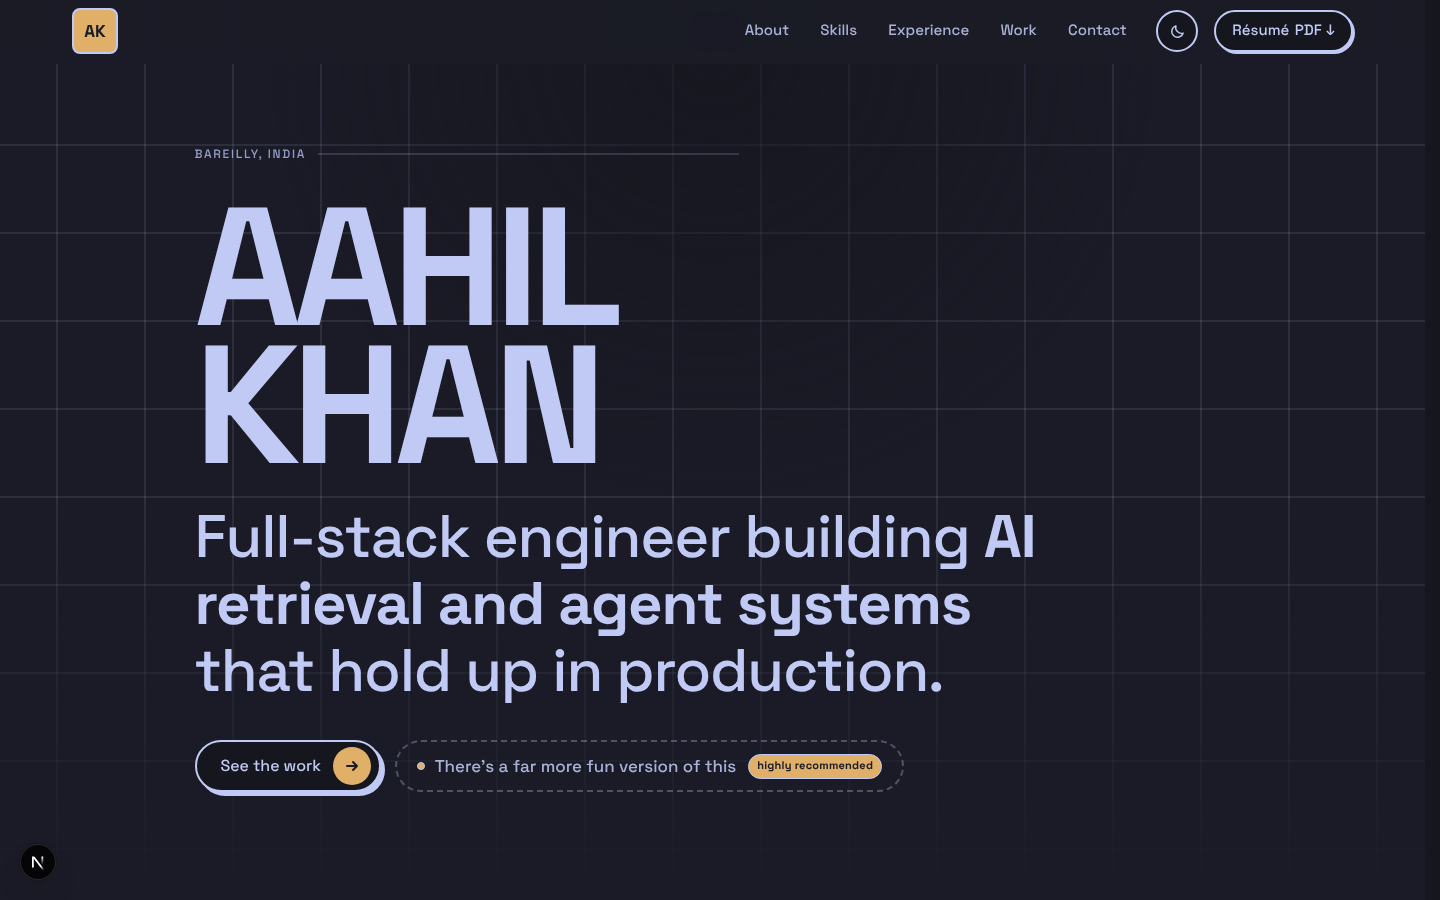 AK
About
Skills
Experience
Work
Contact
Résumé PDF ↓
BAREILLY, INDIA
AAHIL
KHAN
Full-stack engineer building AI
retrieval and agent systems
that hold up in production.
See the work →
There's a far more fun version of this
highly recommended
N